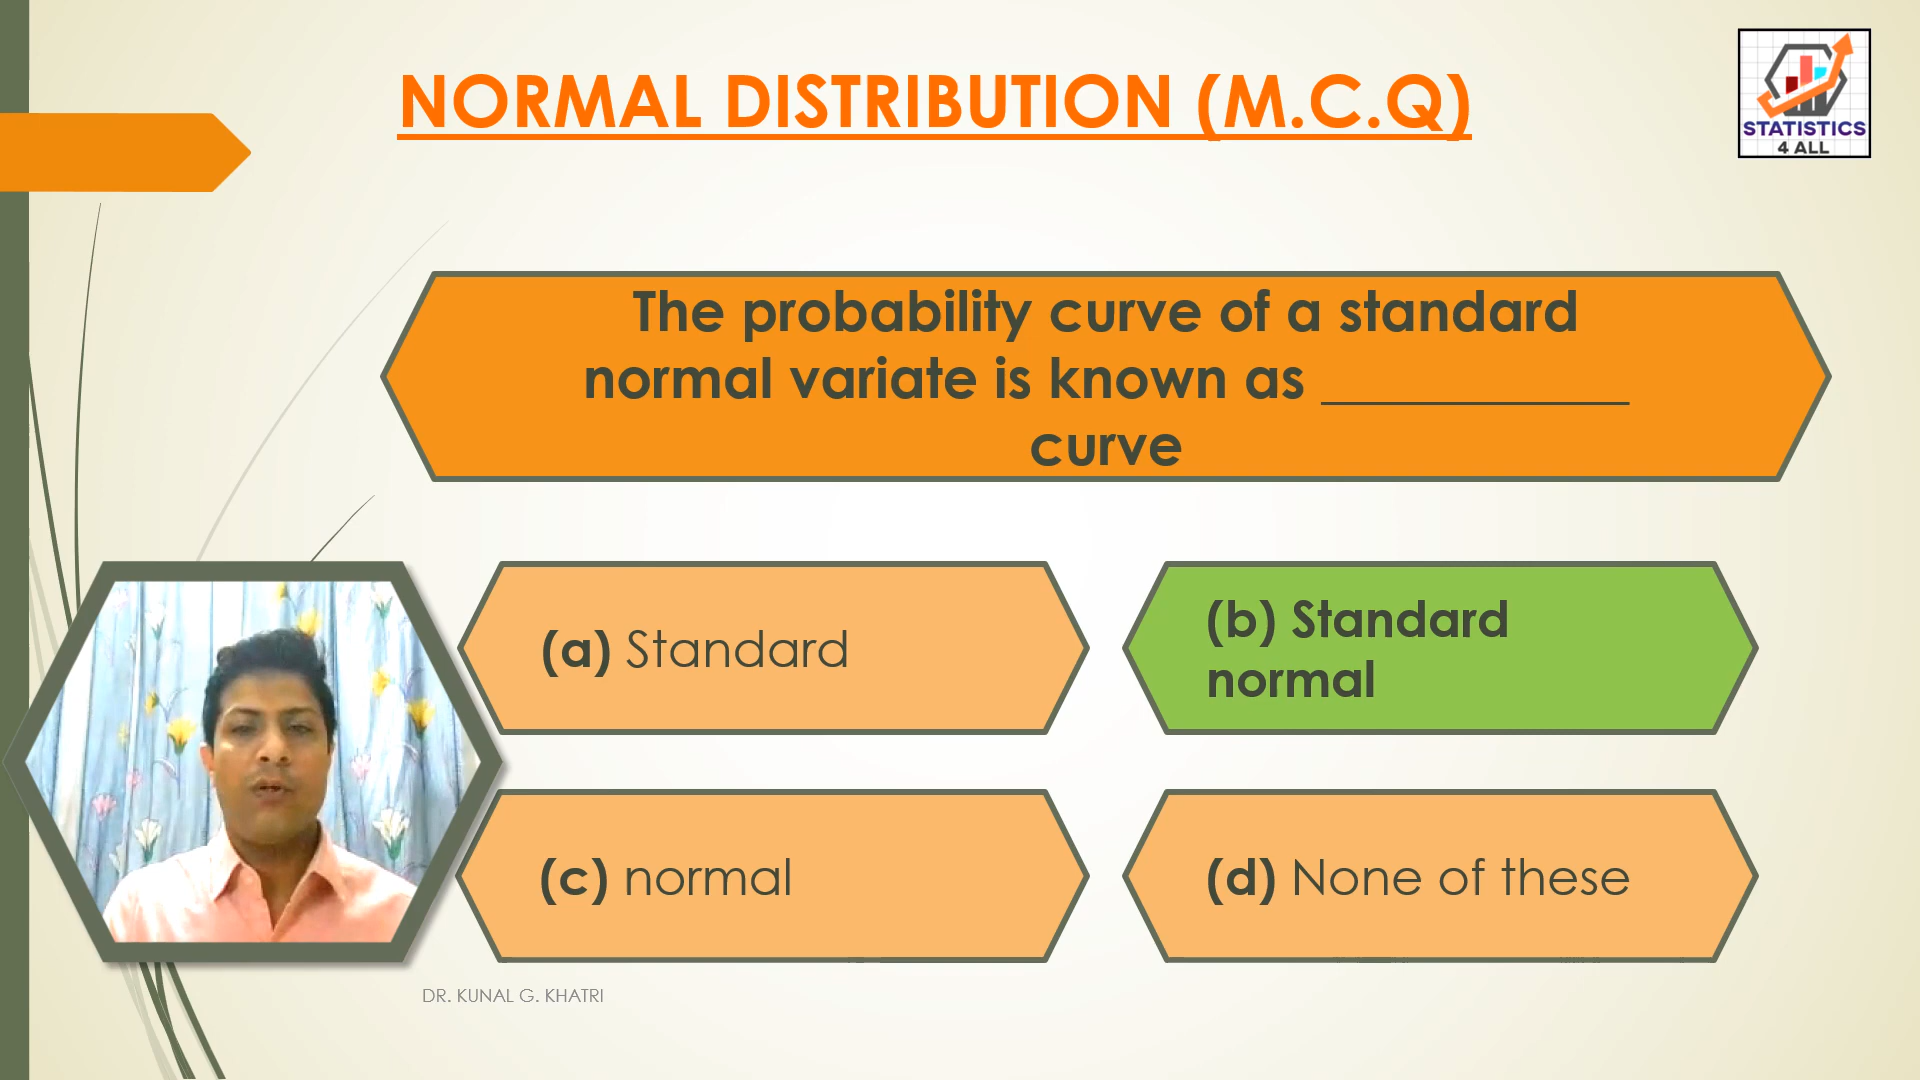 NORMAL DISTRIBUTION (M.C.Q)
STATISTICS
4 ALL
The probability curve of a standard
normal variate is known as ___________
curve
(a) Standard
(b) Standard
normal
(c) normal
(d) None of these
DR. KUNAL G. KHATRI